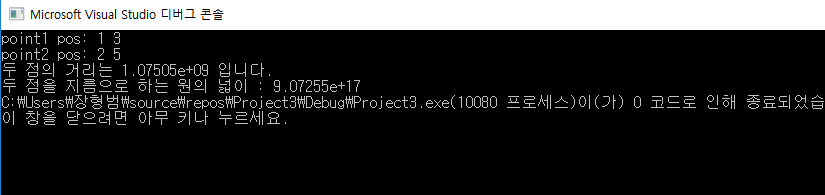 Microsoft Visual Studio 디버그 콘솔
point1 pos: 1 3
point2 pos: 2 5
두 점의 거리는 1.07505e+09 입니다.
두 점을 지름으로 하는 원의 넓이 : 9.07255e+17
C:₩Users₩장형범₩source₩repos₩Project3₩Debug₩Project3.exe(10080 프로세스)이(가) 0 코드로 인해 종료되었습
이 창을 닫으려면 아무 키나 누르세요.